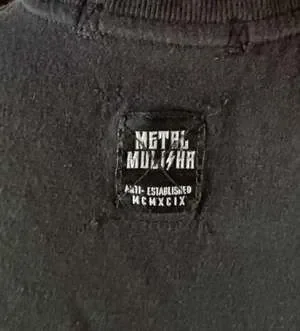 METAL
MULISHA
ANTI- ESTABLISHED
MCMXCIX